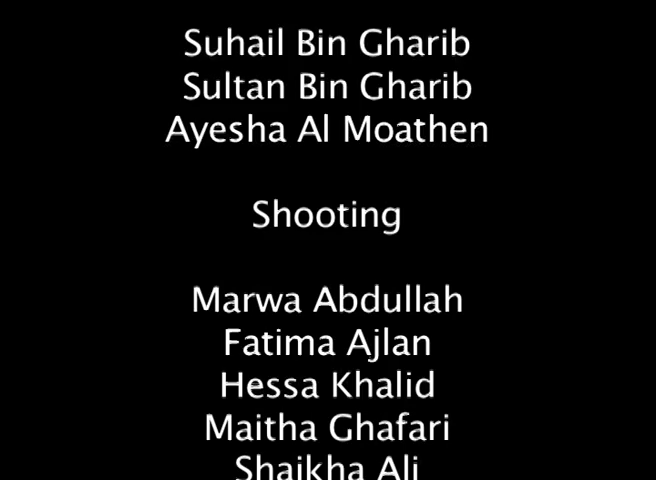 Suhail Bin Gharib
Sultan Bin Gharib
Ayesha Al Moathen
Shooting
Marwa Abdullah
Fatima Ajlan
Hessa Khalid
Maitha Ghafari
Shaikha Ali